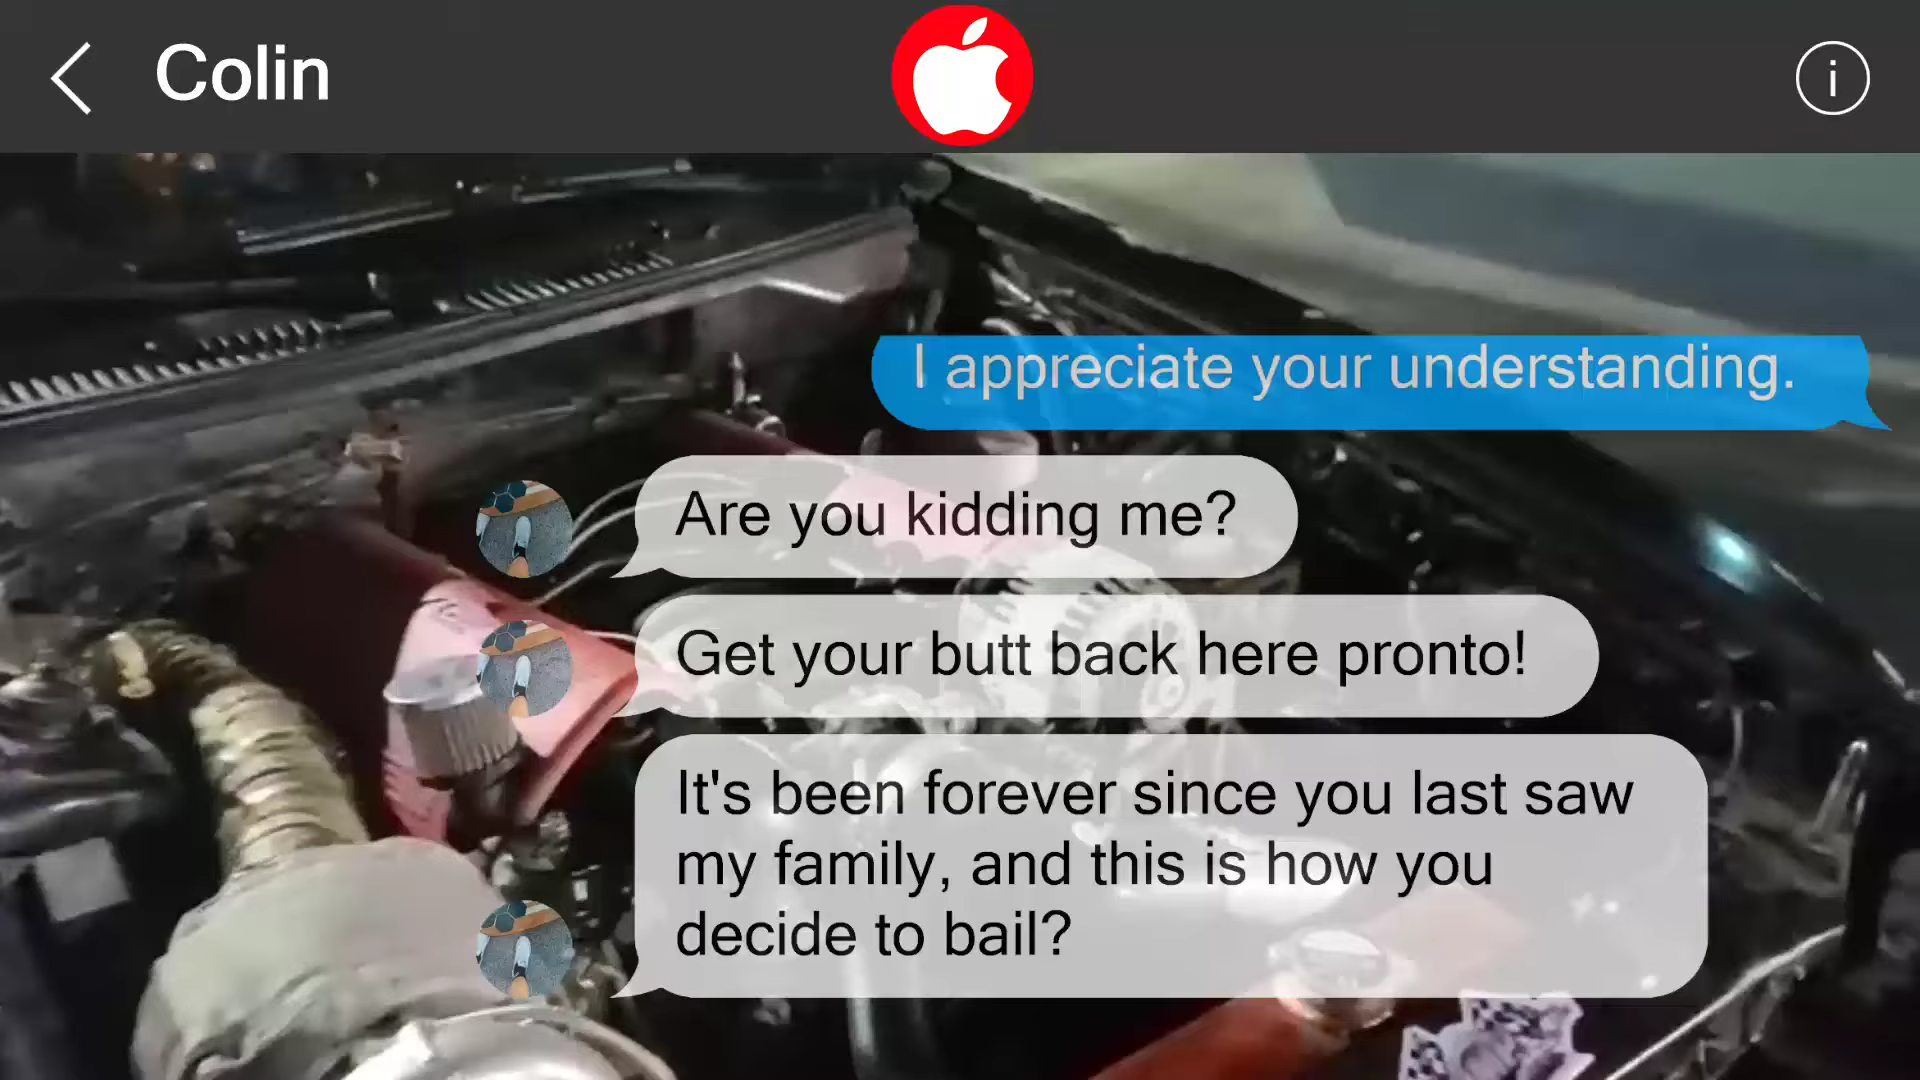 Colin
I appreciate your understanding.
Are you kidding me?
Get your butt back here pronto!
It's been forever since you last saw
my family, and this is how you
decide to bail?